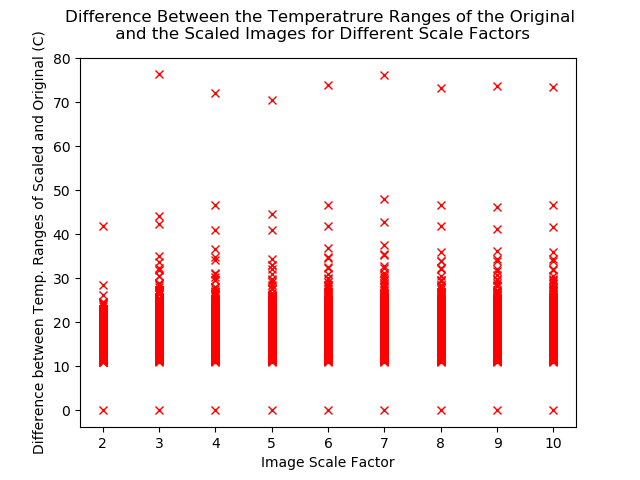 Difference Between the Temperatrure Ranges of the Original
and the Scaled Images for Different Scale Factors
Difference between Temp. Ranges of Scaled and Original (C)
80
70
60
50
40
30
20
10
0
2 3 4 5 6 7 8 9 10
Image Scale Factor